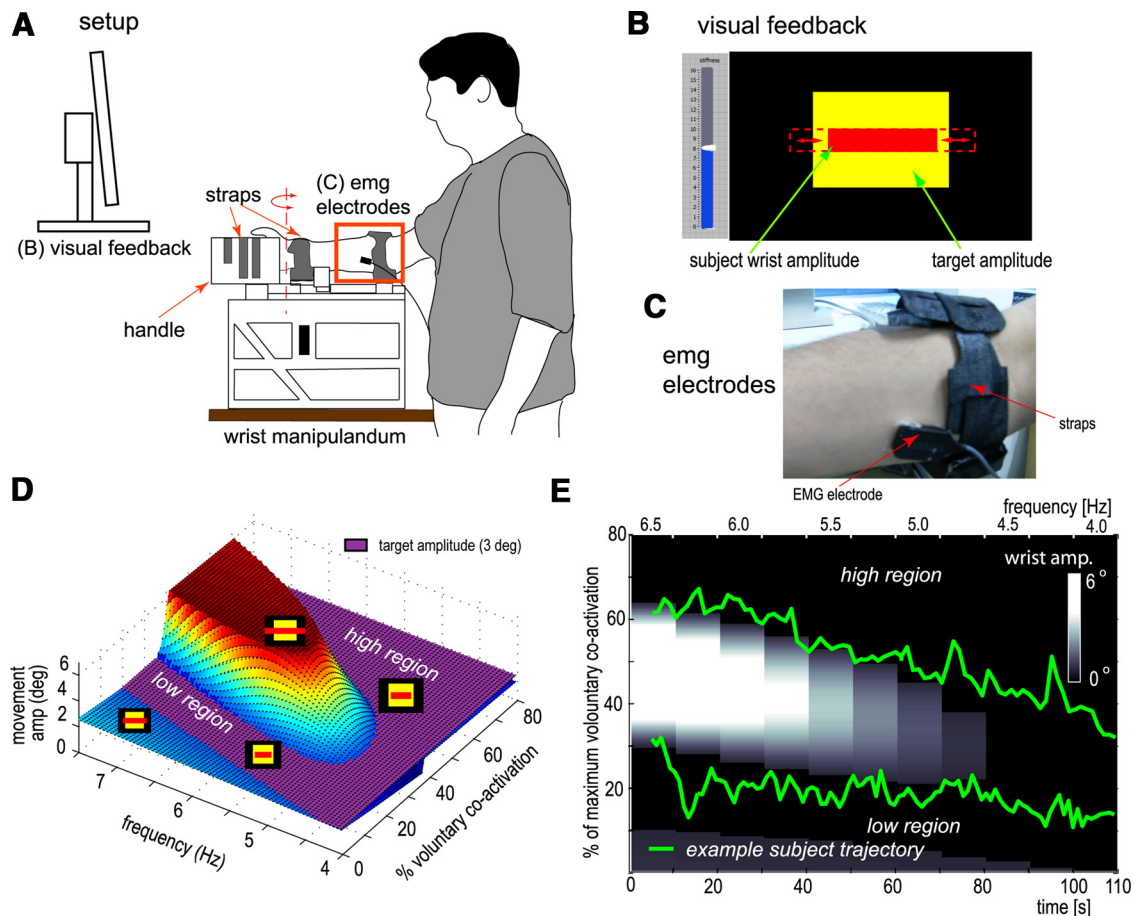 A
setup
(B) visual feedback
straps
(C) emg
electrodes
handle
wrist manipulandum
B
visual feedback
stiffness
16
15
14
13
12
11
10
9
8
7
6
5
4
3
2
1
0
subject wrist amplitude
target amplitude
C
emg
electrodes
straps
EMG electrode
D
target amplitude (3 deg)
high region
low region
movement
amp (deg)
6
4
2
0
7
6
5
4
frequency (Hz)
0
20
40
60
80
% voluntary co-activation
E
frequency [Hz]
6.5
6.0
5.5
5.0
4.5
4.0
% of maximum voluntary co-activation
80
60
40
20
0
high region
wrist amp.
6 °
0 °
low region
example subject trajectory
0
20
40
60
80
100
110
time [s]